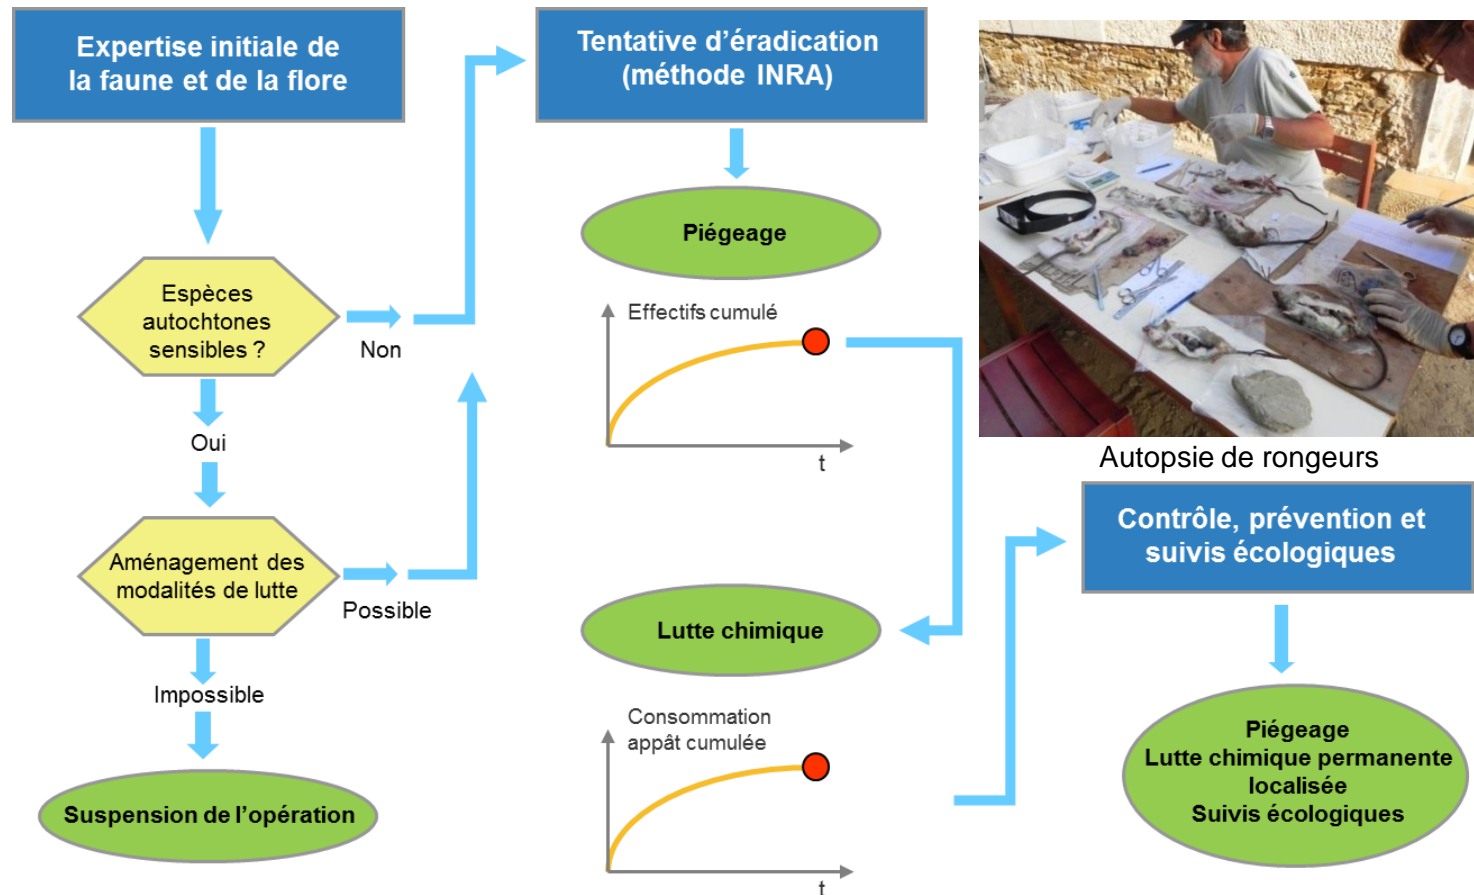 Expertise initiale de
la faune et de la flore
Espèces
autochtones
sensibles ?
Non
Oui
Aménagement des
modalités de lutte
Possible
Impossible
Suspension de l'opération
Tentative d'éradication
(méthode INRA)
Piégeage
Effectifs cumulé
t
Lutte chimique
Consommation
appât cumulée
t
Autopsie de rongeurs
Contrôle, prévention et
suivis écologiques
Piégeage
Lutte chimique permanente
localisée
Suivis écologiques